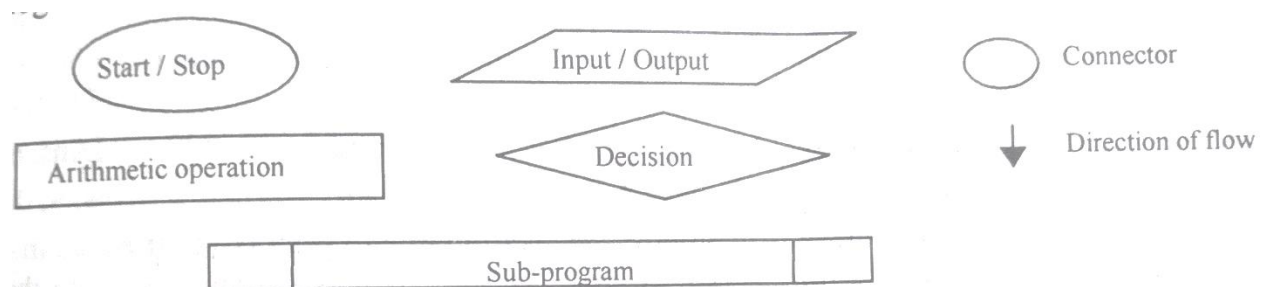 Start / Stop
Input / Output
Connector
Arithmetic operation
Decision
Direction of flow
Sub-program